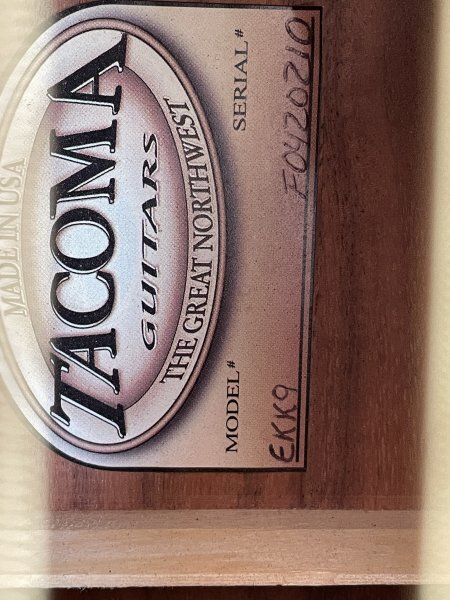 MADE IN USA
TACOMA
GUITARS
THE GREAT NORTHWEST
MODEL# SERIAL#
EKK9 F0420210